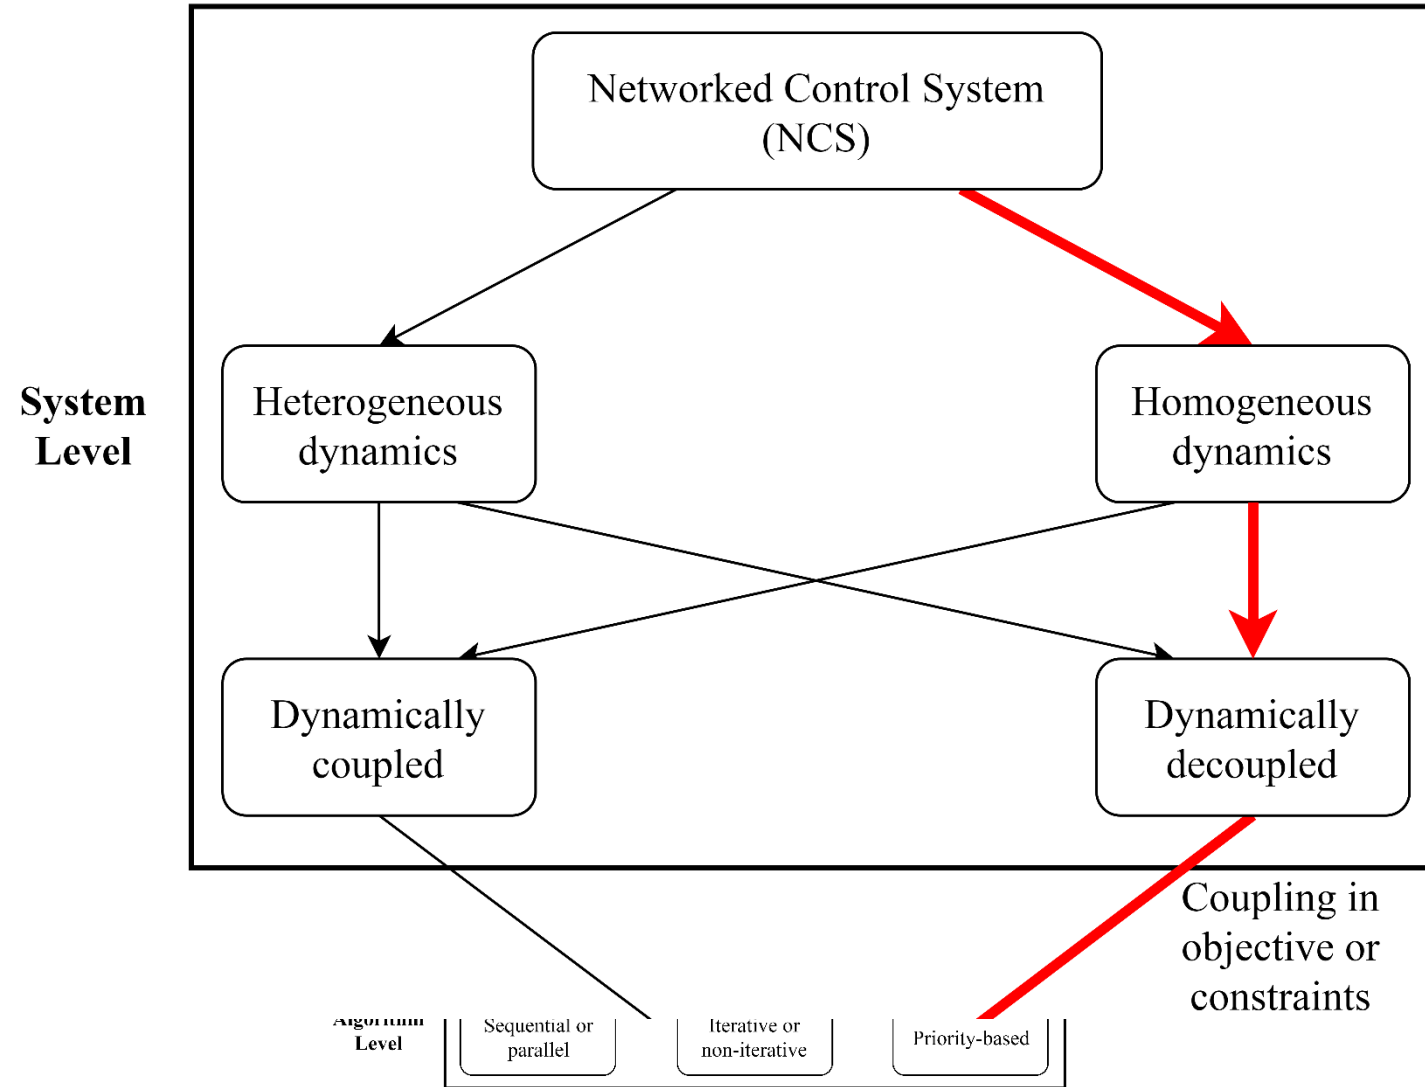 Networked Control System
(NCS)
System
Level
Heterogeneous
dynamics
Homogeneous
dynamics
Dynamically
coupled
Dynamically
decoupled
Coupling in
objective or
constraints
Algorithm
Level
Sequential or
parallel
Iterative or
non-iterative
Priority-based